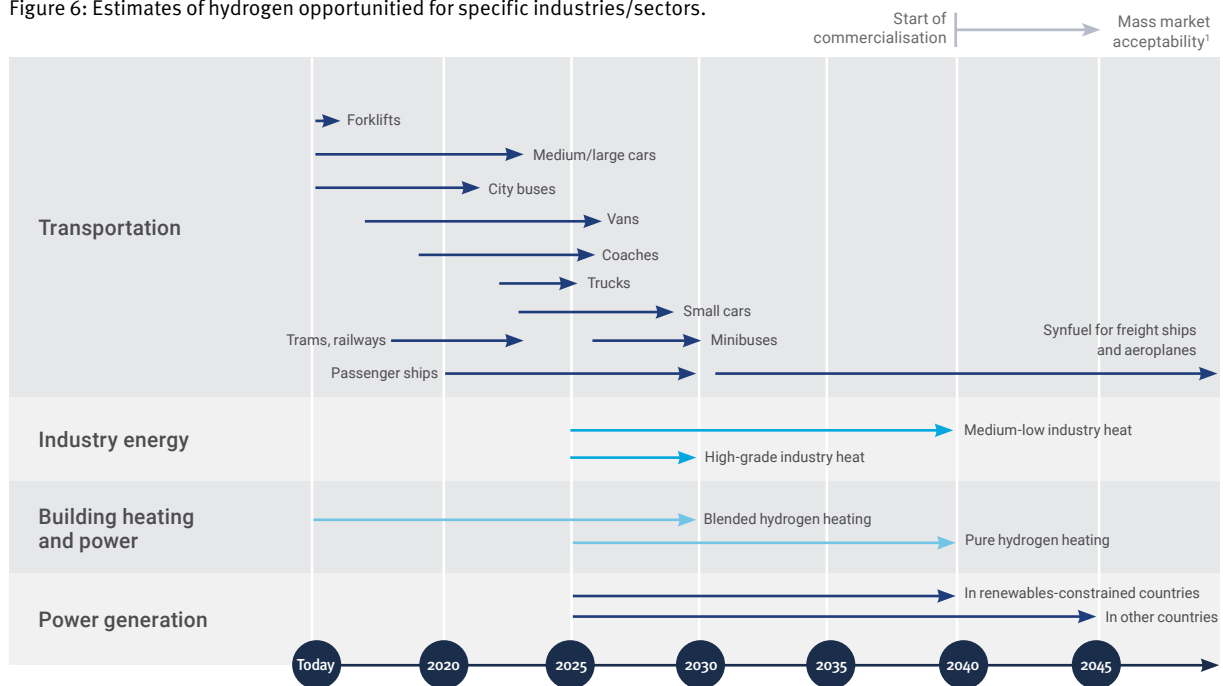 Figure 6: Estimates of hydrogen opportunitied for specific industries/sectors.
Start of
commercialisation
Mass market
acceptability¹
Transportation
Forklifts
Medium/large cars
City buses
Vans
Coaches
Trucks
Small cars
Trams, railways
Minibuses
Synfuel for freight ships
and aeroplanes
Passenger ships
Industry energy
Medium-low industry heat
High-grade industry heat
Building heating
and power
Blended hydrogen heating
Pure hydrogen heating
Power generation
In renewables-constrained countries
In other countries
Today
2020
2025
2030
2035
2040
2045